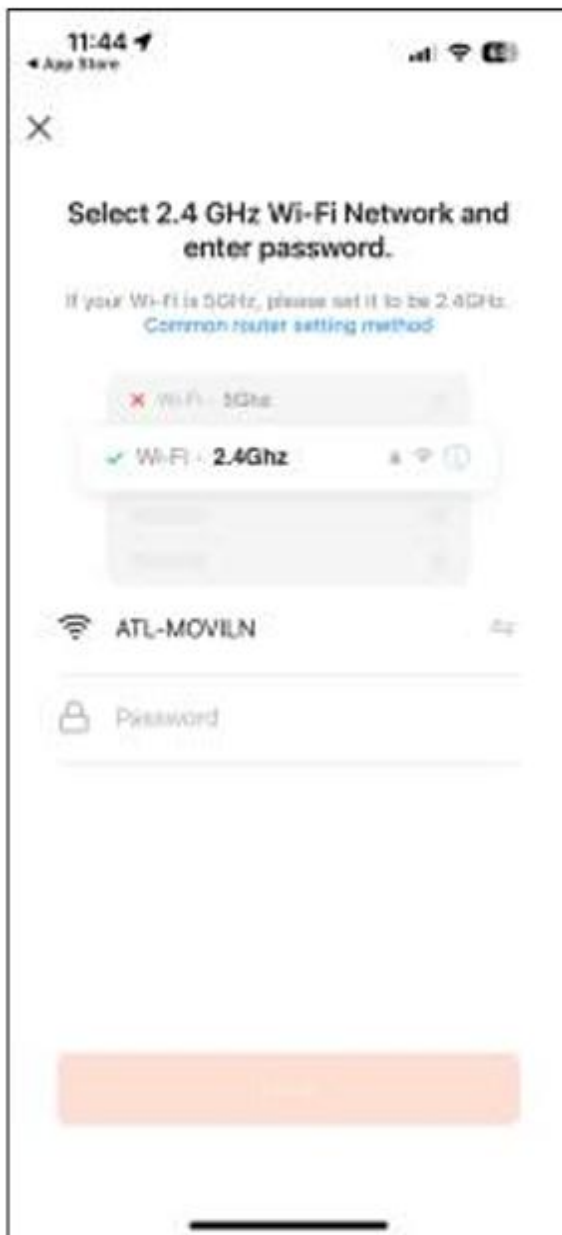 11:44
◄ App Store
Select 2.4 GHz Wi-Fi Network and
enter password.
If your Wi-Fi is 5GHz, please set it to be 2.4GHz.
Common router setting method
Wi-Fi - 5Ghz
Wi-Fi - 2.4Ghz
ATL-MOVILN
Password